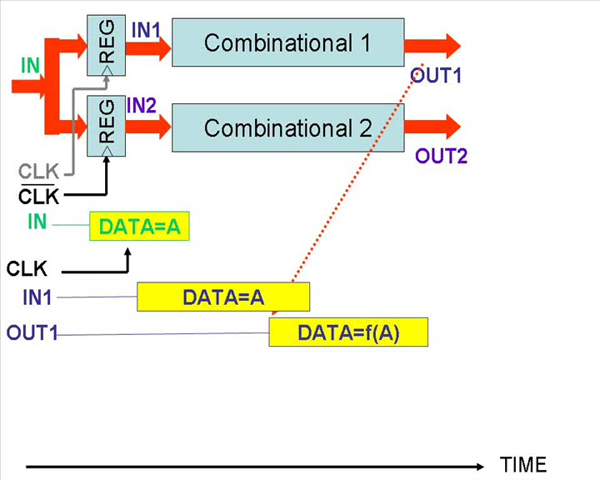 IN
REG
IN1
Combinational 1
OUT1
REG
IN2
Combinational 2
OUT2
CLK
CLK
IN
DATA=A
CLK
IN1
DATA=A
OUT1
DATA=f(A)
TIME